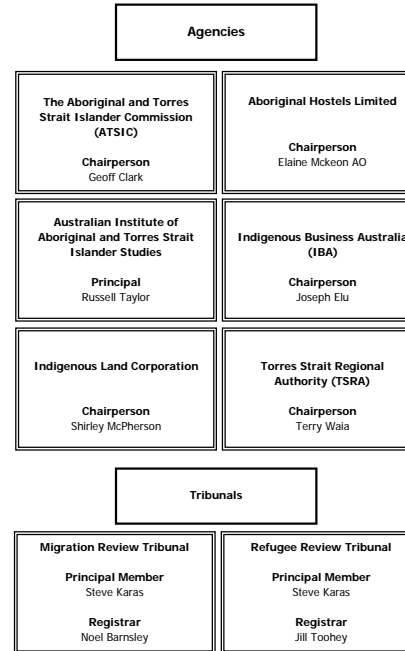 Agencies
The Aboriginal and Torres
Strait Islander Commission
(ATSIC)
Chairperson
Geoff Clark
Aboriginal Hostels Limited
Chairperson
Elaine Mckeon AO
Australian Institute of
Aboriginal and Torres Strait
Islander Studies
Principal
Russell Taylor
Indigenous Business Australia
(IBA)
Chairperson
Joseph Elu
Indigenous Land Corporation
Chairperson
Shirley McPherson
Torres Strait Regional
Authority (TSRA)
Chairperson
Terry Waia
Tribunals
Migration Review Tribunal
Principal Member
Steve Karas
Registrar
Noel Barnsley
Refugee Review Tribunal
Principal Member
Steve Karas
Registrar
Jill Toohey